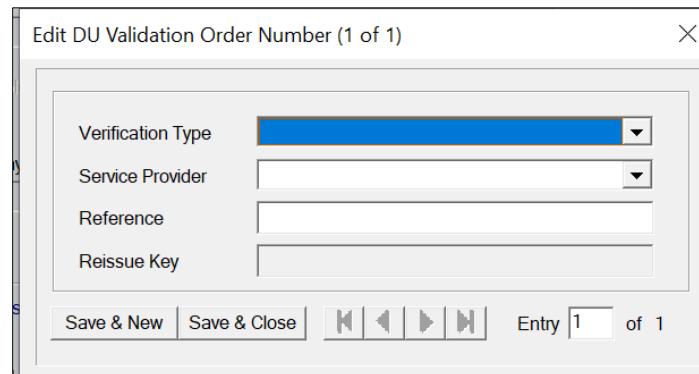 Edit DU Validation Order Number (1 of 1)
Verification Type
Service Provider
Reference
Reissue Key
Save & New Save & Close Entry 1 of 1